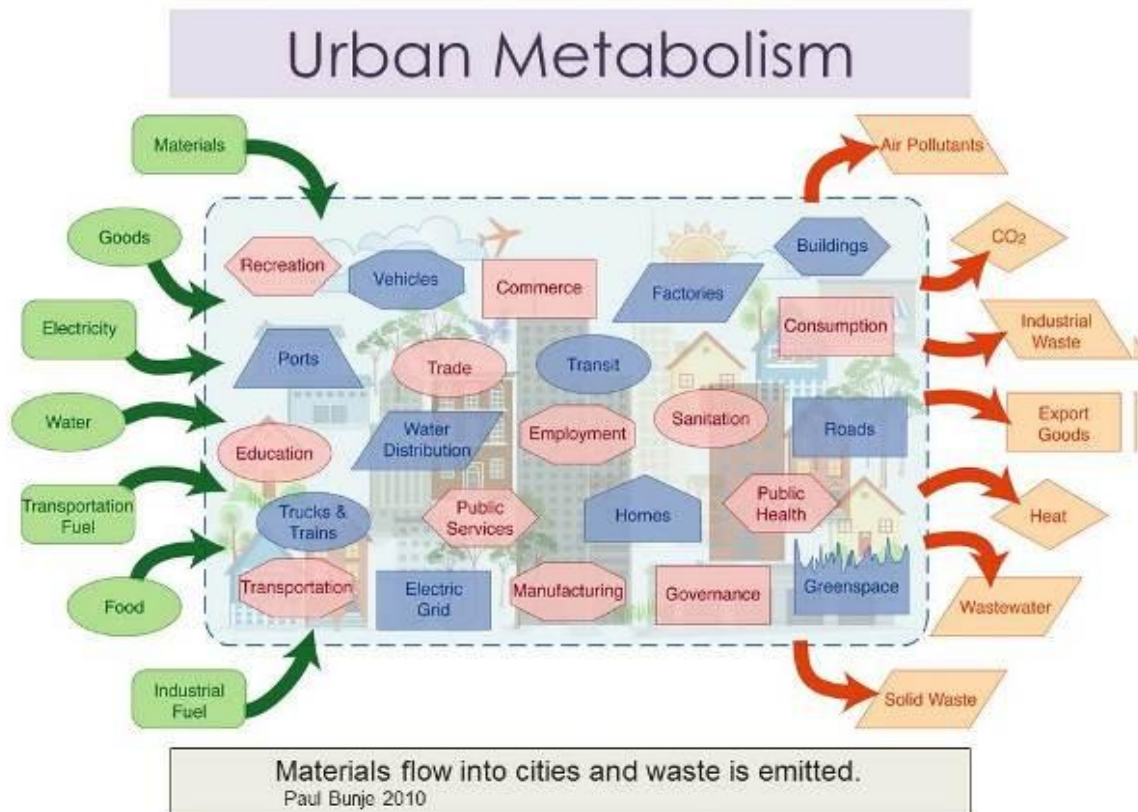 Urban Metabolism
Materials
Air Pollutants
Goods
CO₂
Recreation
Vehicles
Commerce
Factories
Buildings
Electricity
Ports
Trade
Transit
Consumption
Industrial
Waste
Water
Education
Water
Distribution
Employment
Sanitation
Roads
Export
Goods
Transportation
Fuel
Trucks &
Trains
Public
Services
Homes
Public
Health
Heat
Food
Transportation
Electric
Grid
Manufacturing
Governance
Greenspace
Wastewater
Industrial
Fuel
Solid Waste
Materials flow into cities and waste is emitted.
Paul Bunje 2010